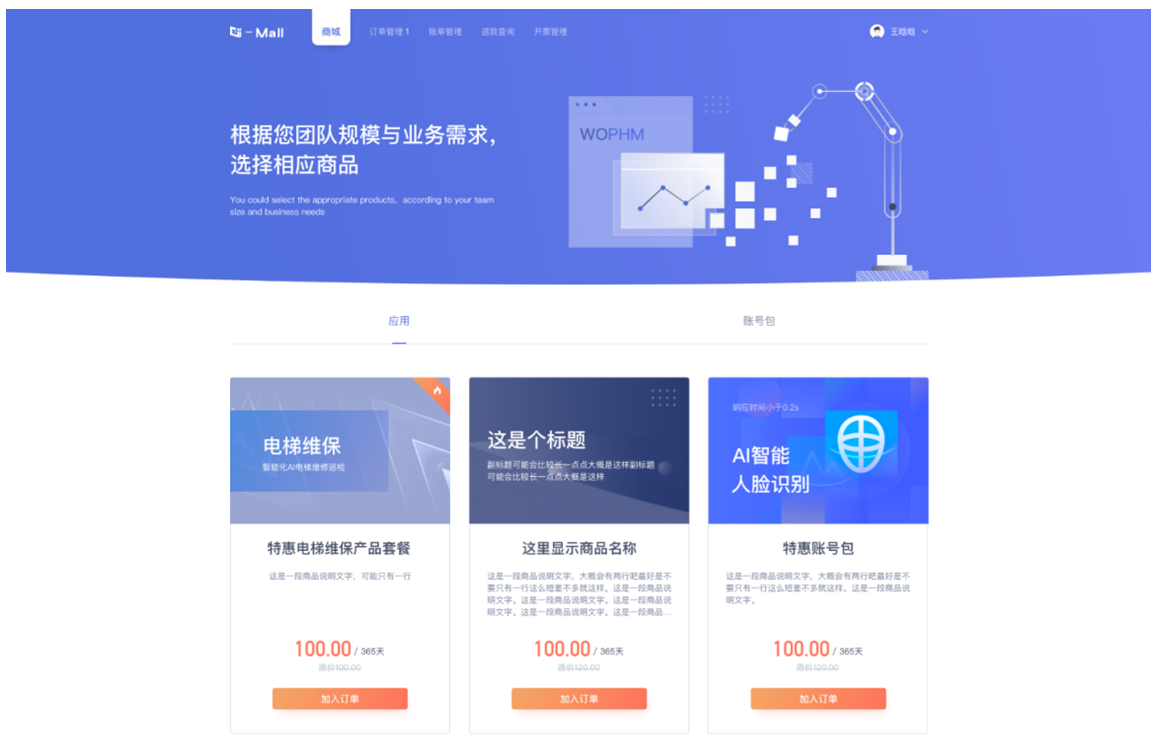 - Mall
商城
订单管理 1
账单管理
退款查询
开票管理
王晗晗
根据您团队规模与业务需求，
选择相应商品
You could select the appropriate products, according to your team
size and business needs
WOPHM
应用
账号包
电梯维保
智能化AI电梯维修巡检
这是个标题
副标题可能会比较长一点点大概是这样副标题
可能会比较长一点点大概是这样
响应时间小于0.2s
AI智能
人脸识别
特惠电梯维保产品套餐
这是一段商品说明文字，可能只有一行
100.00 / 365天
原价100.00
加入订单
这里显示商品名称
这是一段商品说明文字，大概会有两行吧最好是不
要只有一行这么短差不多就这样。这是一段商品说
明文字。这是一段商品说明文字。这是一段商品说
明文字。这是一段商品说明文字。这是一段商品...
100.00 / 365天
原价120.00
加入订单
特惠账号包
这是一段商品说明文字，大概会有两行吧最好是不
要只有一行这么短差不多就这样。这是一段商品说
明文字。
100.00 / 365天
原价120.00
加入订单